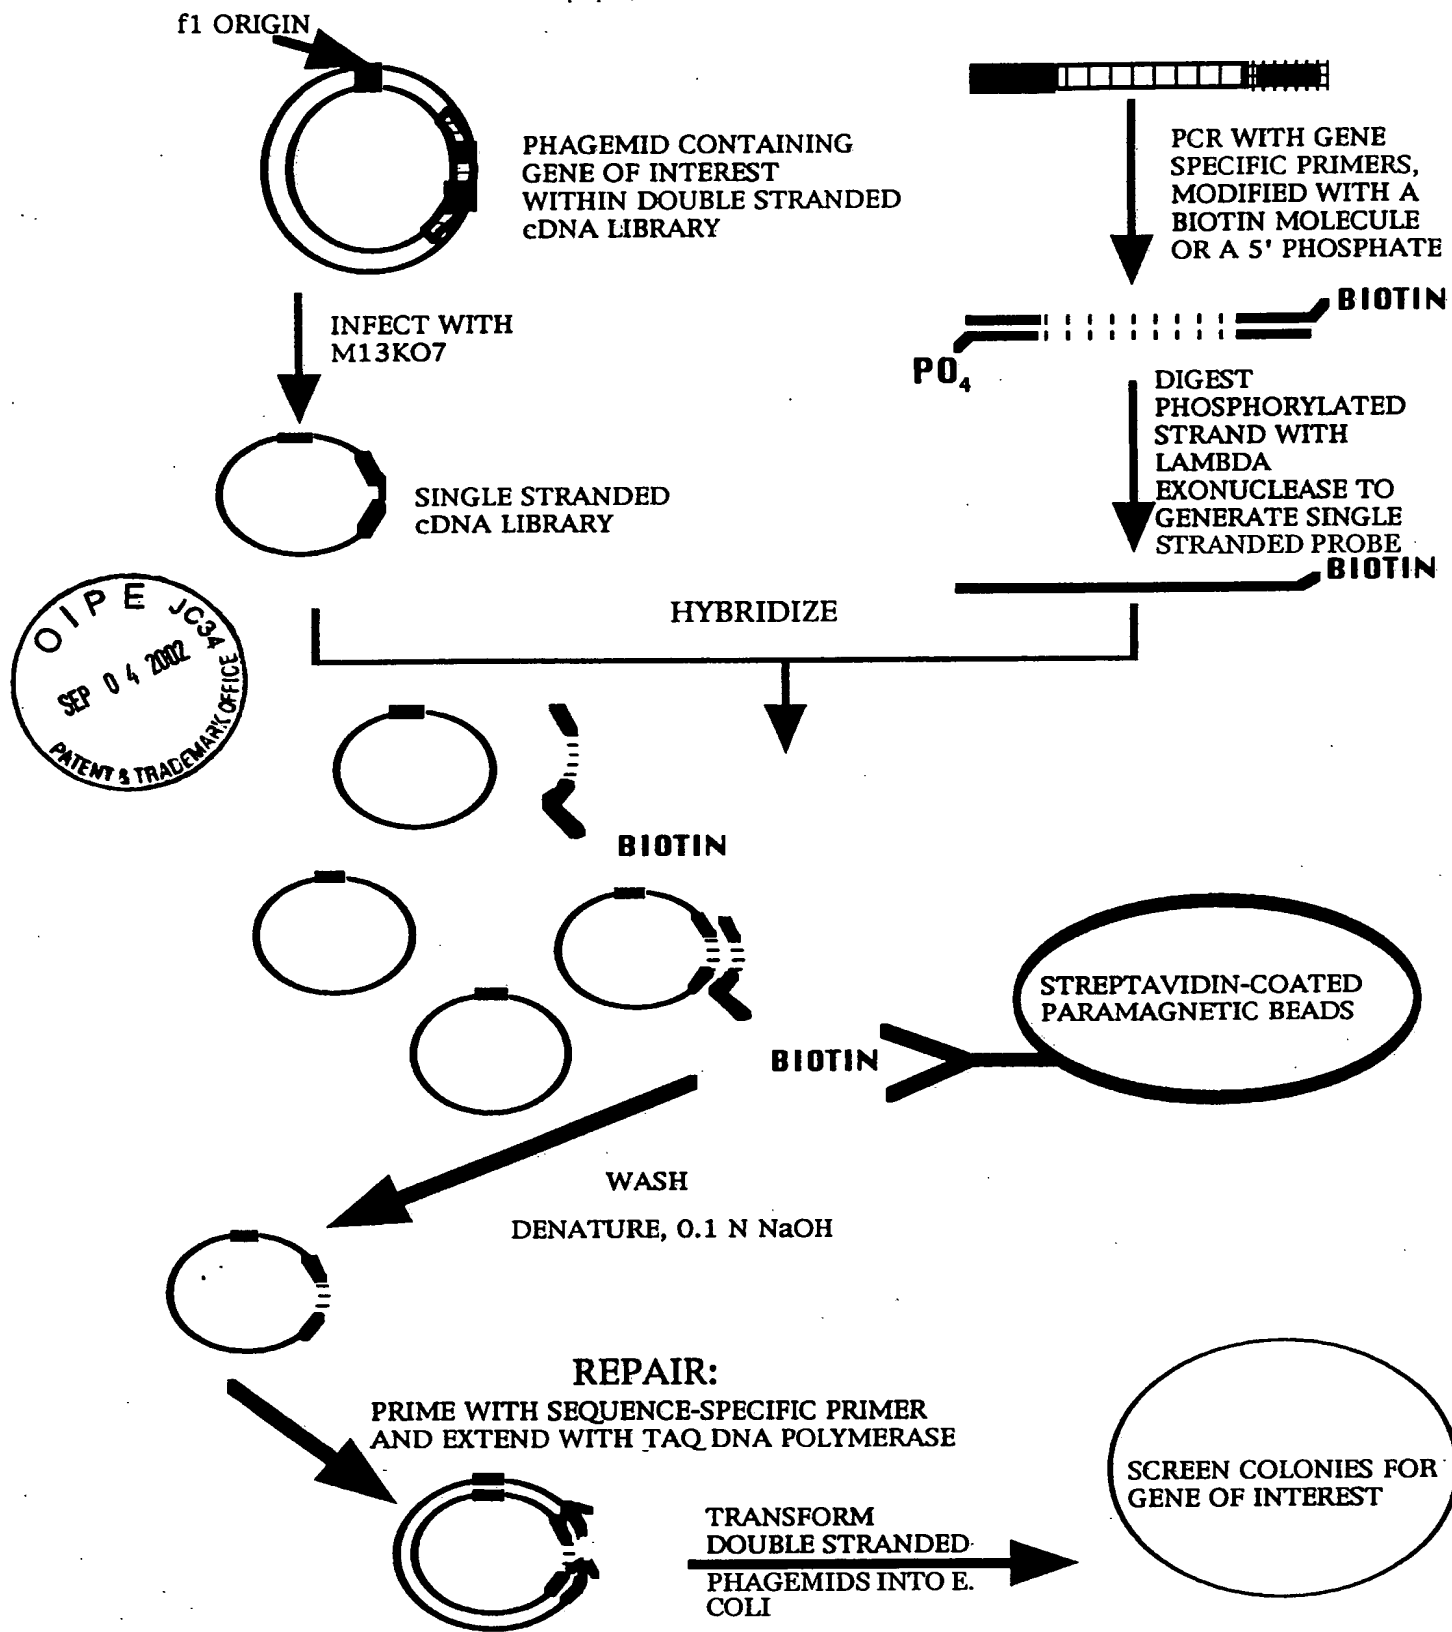 f1 ORIGIN
PHAGEMID CONTAINING
GENE OF INTEREST
WITHIN DOUBLE STRANDED
cDNA LIBRARY
PCR WITH GENE
SPECIFIC PRIMERS,
MODIFIED WITH A
BIOTIN MOLECULE
OR A 5' PHOSPHATE
INFECT WITH
M13KO7
BIOTIN
PO4
DIGEST
PHOSPHORYLATED
STRAND WITH
LAMBDA
EXONUCLEASE TO
GENERATE SINGLE
STRANDED PROBE
BIOTIN
SINGLE STRANDED
cDNA LIBRARY
HYBRIDIZE
OIPE JC34
SEP 04 2002
PATENT & TRADEMARK OFFICE
BIOTIN
STREPTAVIDIN-COATED
PARAMAGNETIC BEADS
BIOTIN
WASH
DENATURE, 0.1 N NaOH
REPAIR:
PRIME WITH SEQUENCE-SPECIFIC PRIMER
AND EXTEND WITH TAQ DNA POLYMERASE
TRANSFORM
DOUBLE STRANDED
PHAGEMIDS INTO E.
COLI
SCREEN COLONIES FOR
GENE OF INTEREST